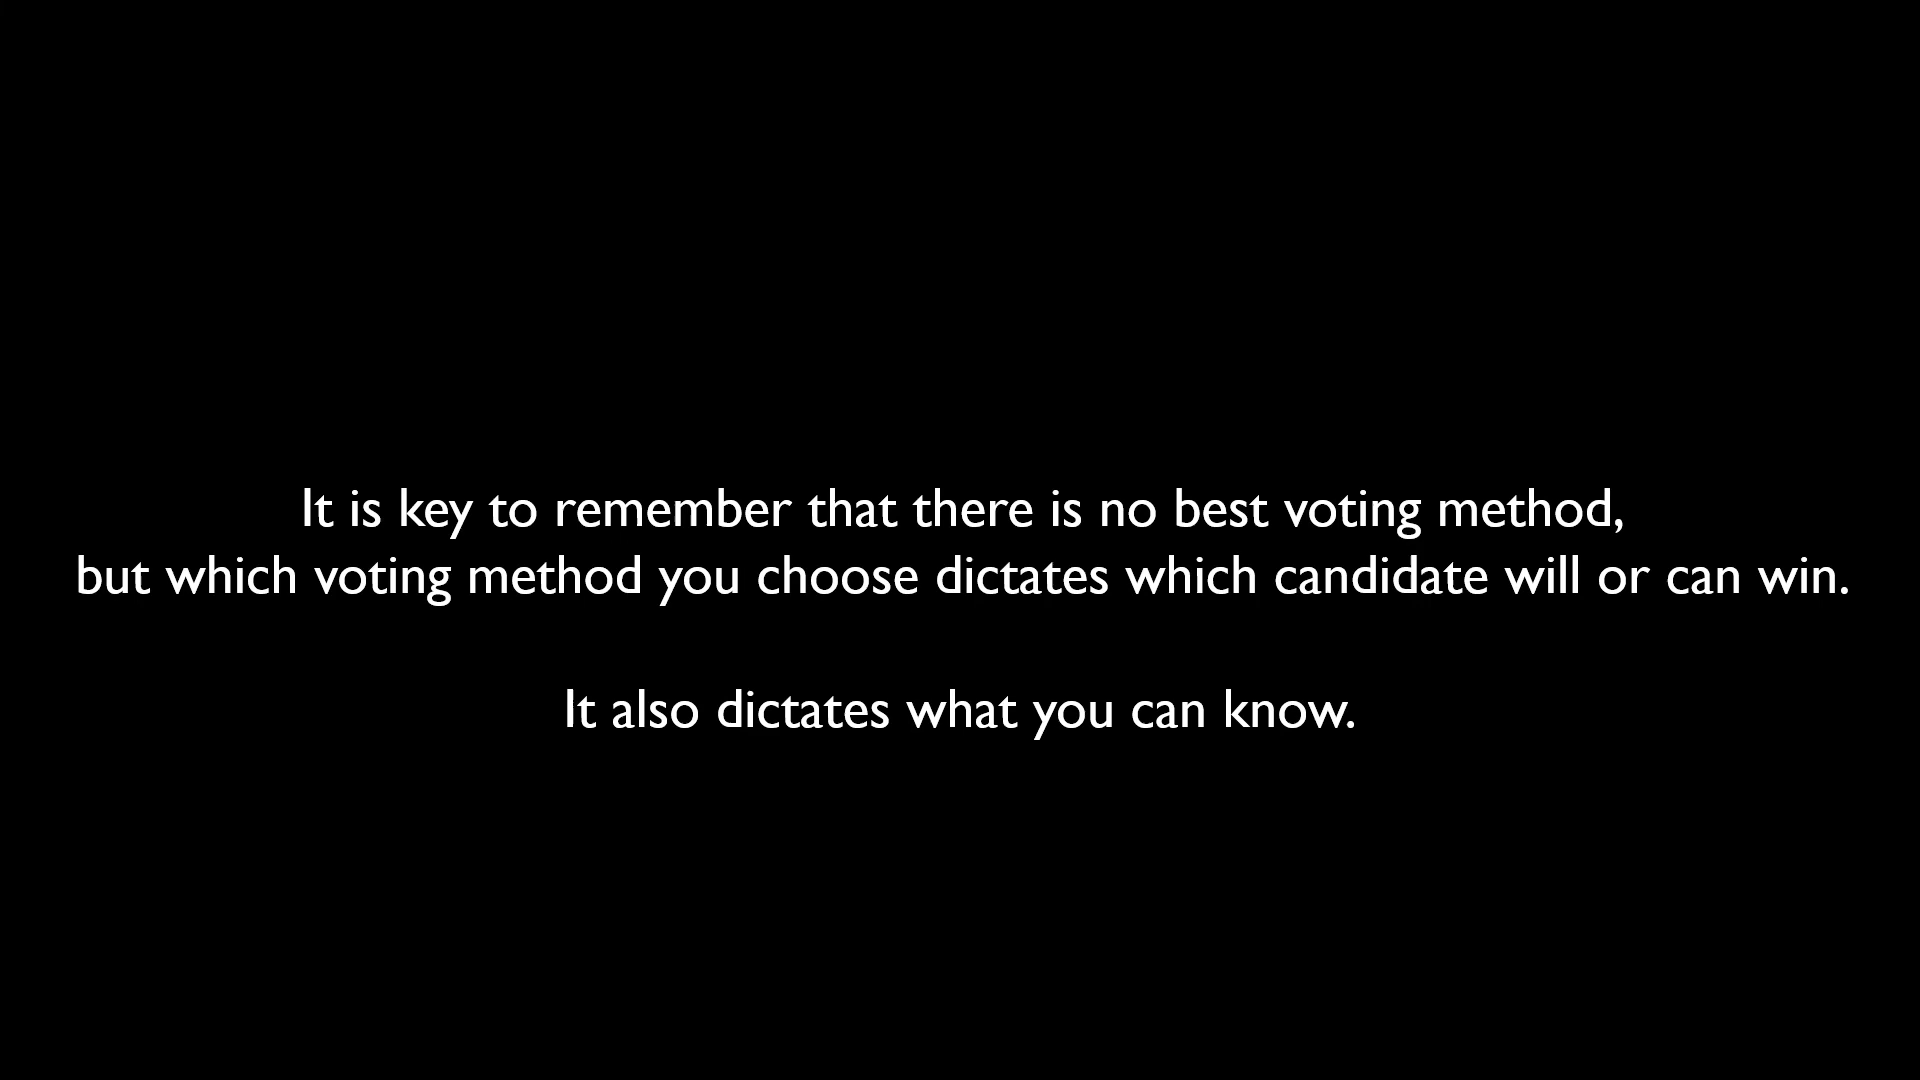 It is key to remember that there is no best voting method,
but which voting method you choose dictates which candidate will or can win.
It also dictates what you can know.